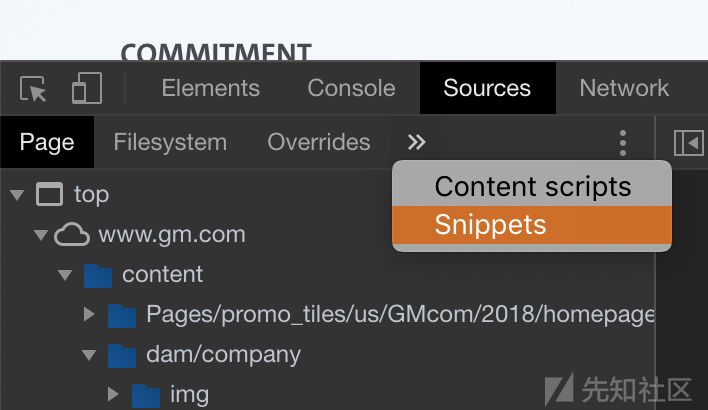 COMMITMENT
Elements Console Sources Network
Page Filesystem Overrides »
top
Content scripts
www.gm.com
Snippets
content
Pages/promo_tiles/us/GMcom/2018/homepage
dam/company
img
先知社区